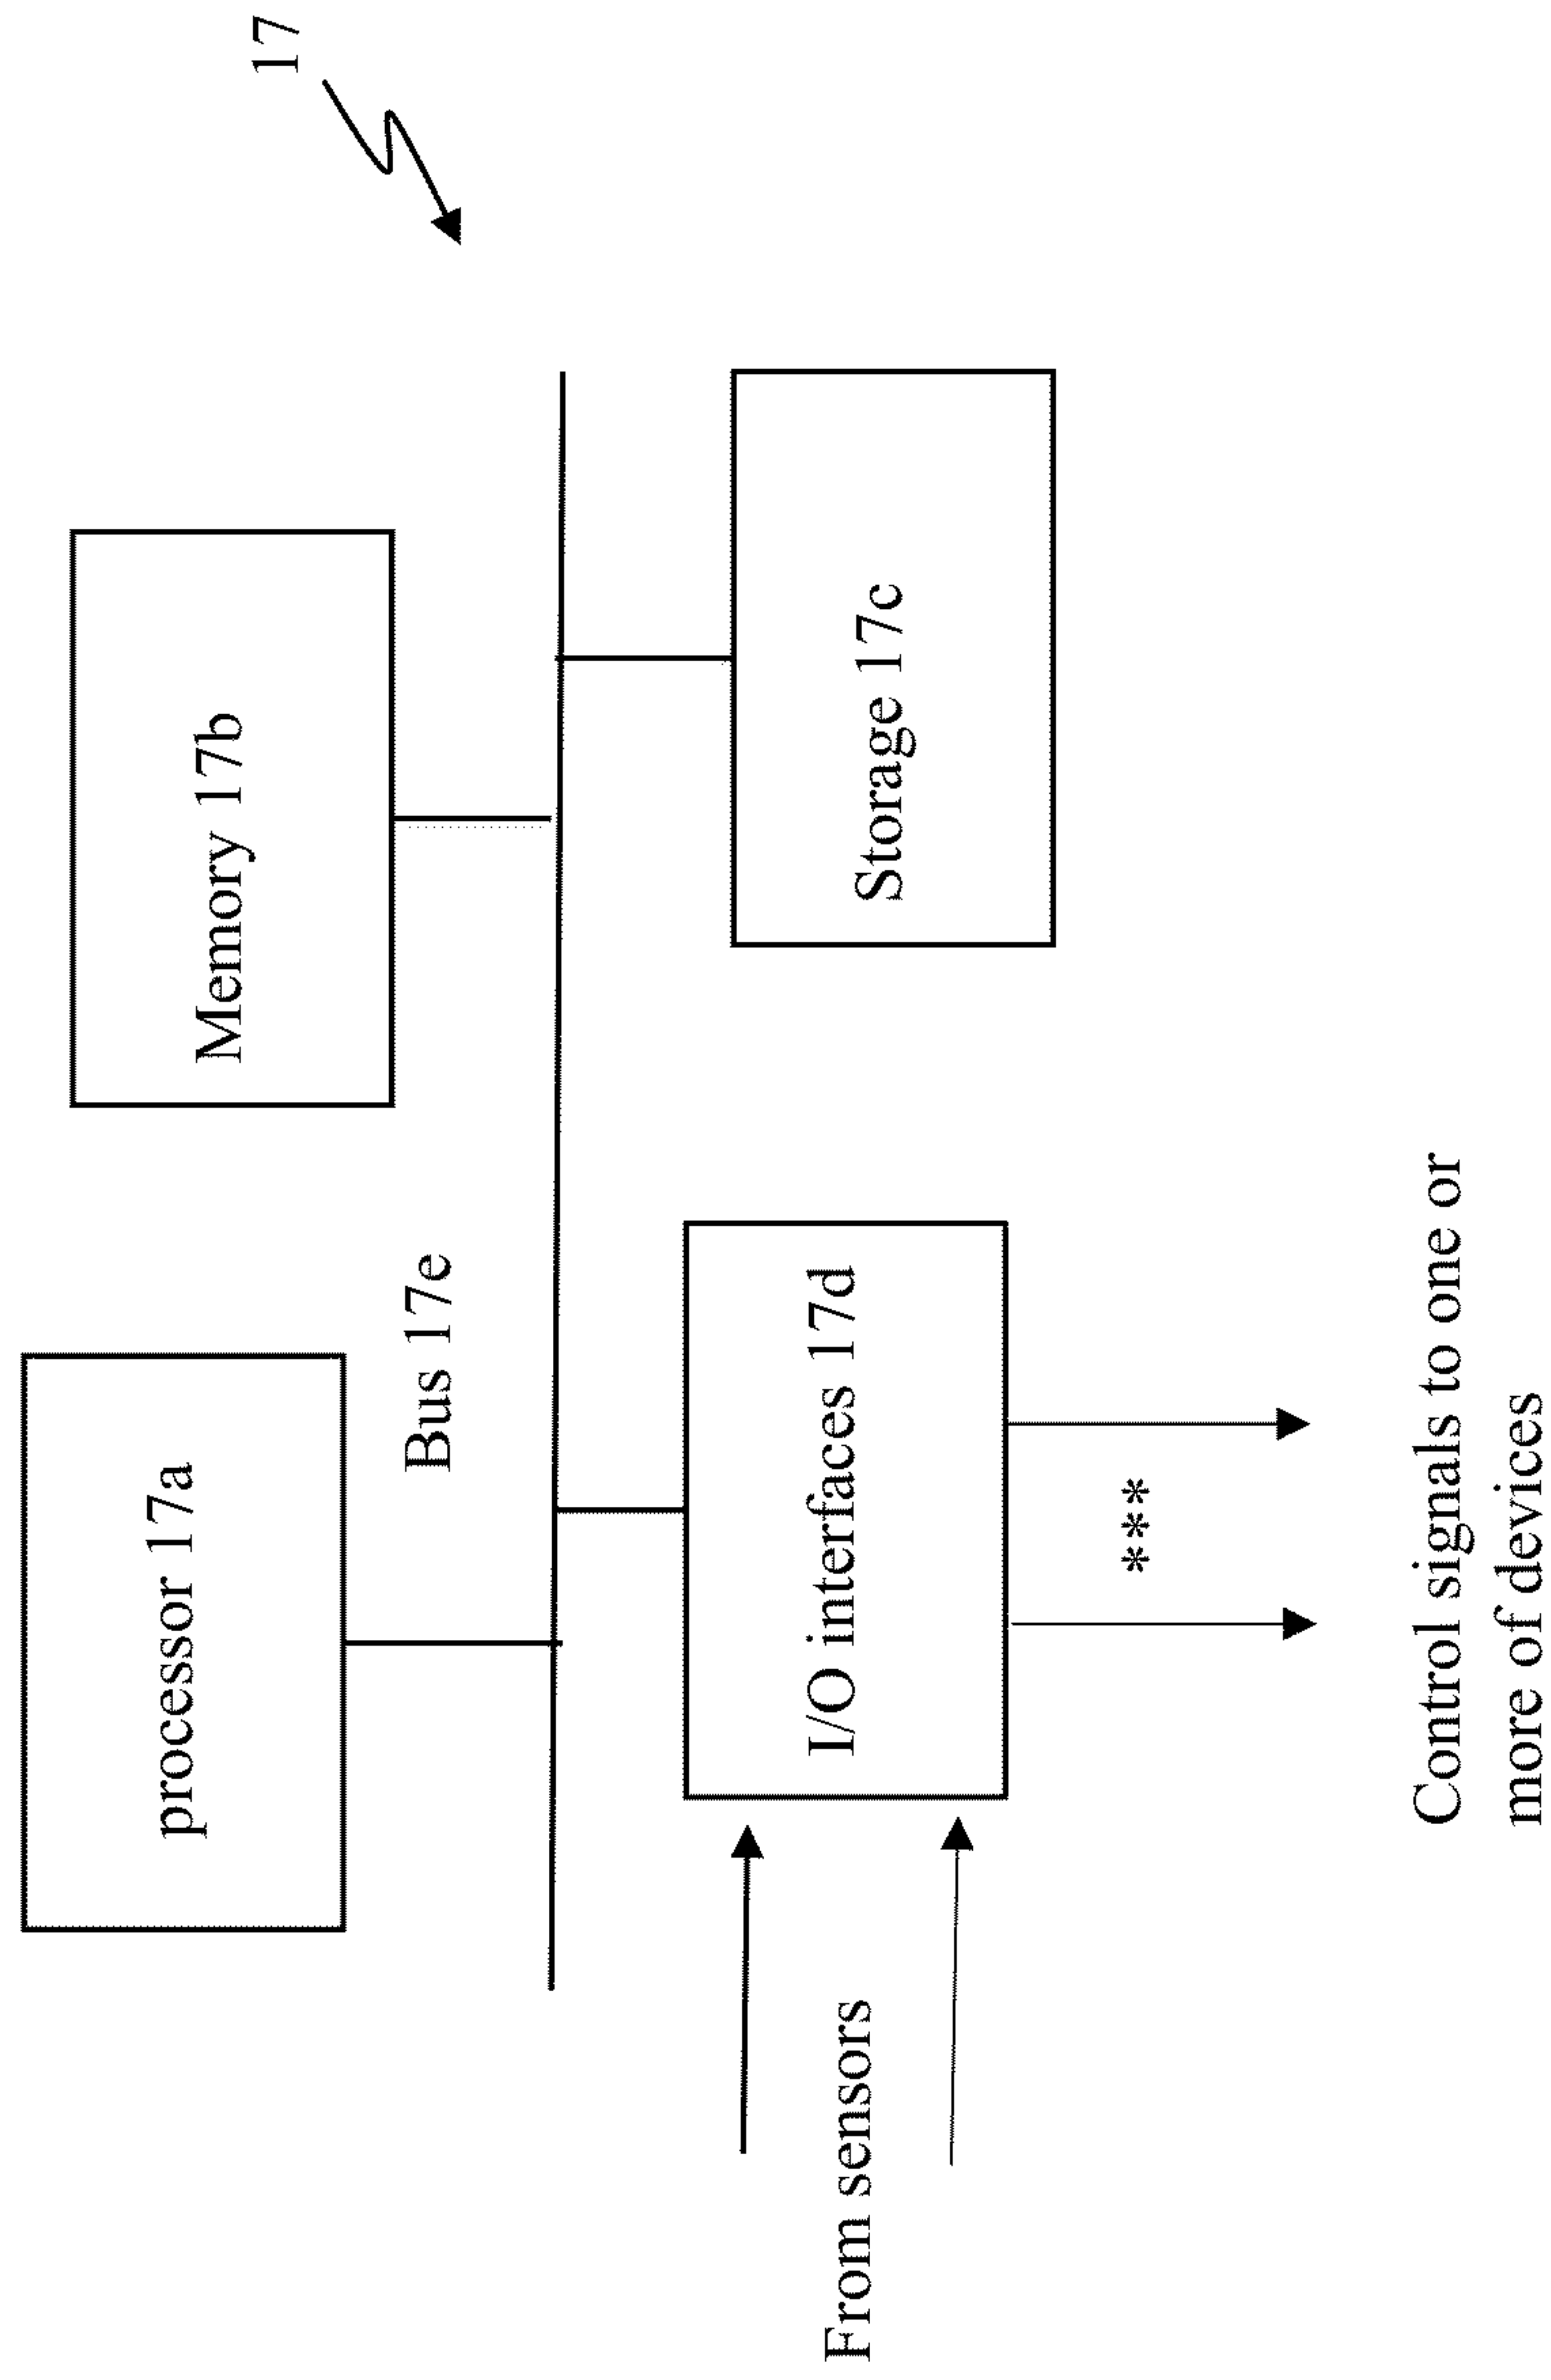 17
processor 17a
Memory 17b
Bus 17e
I/O interfaces 17d
Storage 17c
From sensors
***
Control signals to one or
more of devices